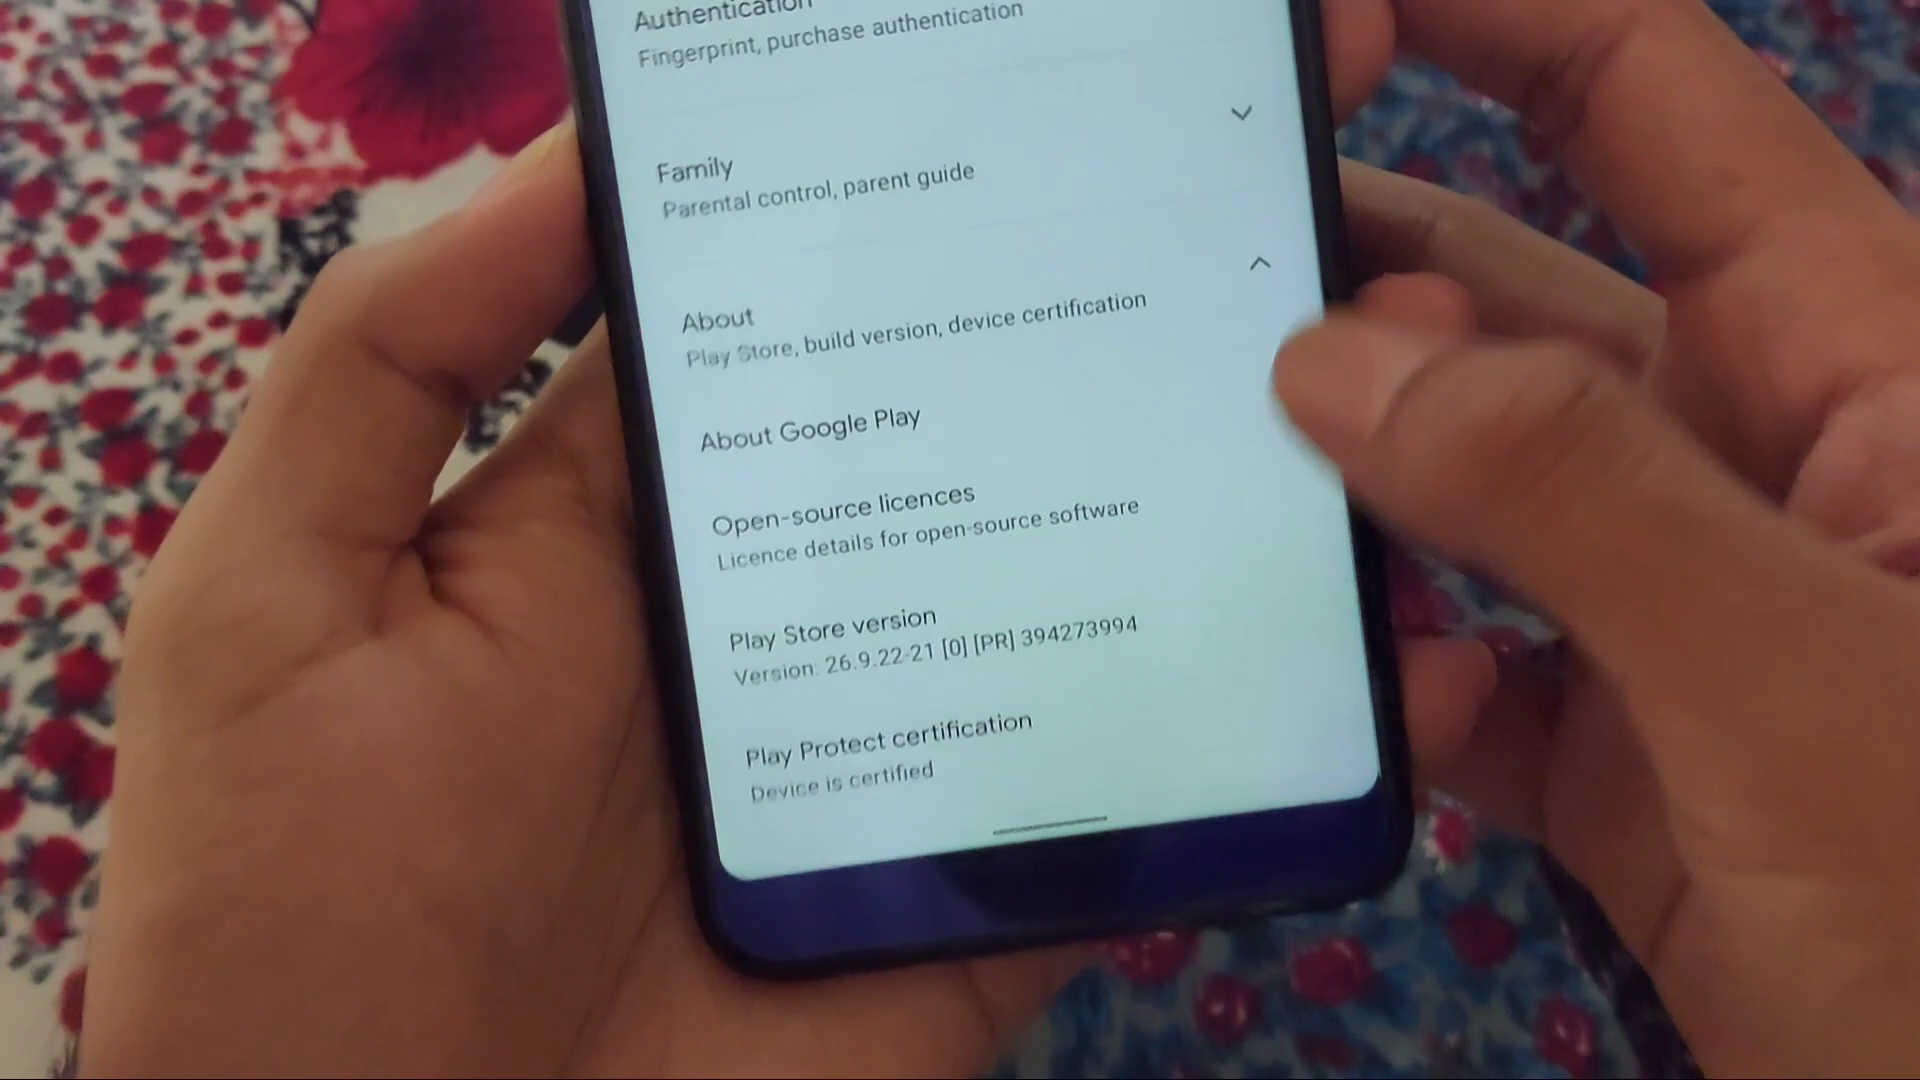 Authentication
Fingerprint, purchase authentication
Family
Parental control, parent guide
About
Play Store, build version, device certification
About Google Play
Open-source licences
Licence details for open-source software
Play Store version
Version: 26.9.22-21 [0] [PR] 394273994
Play Protect certification
Device is certified